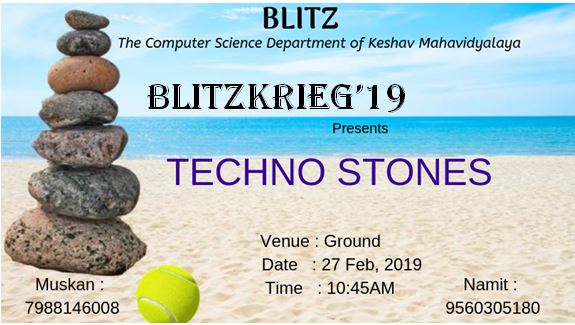 BLITZ
The Computer Science Department of Keshav Mahavidyalaya
BLITZKRIEG'19
Presents
TECHNO STONES
Venue : Ground
Date : 27 Feb, 2019
Time : 10:45AM
Muskan :
7988146008
Namit :
9560305180